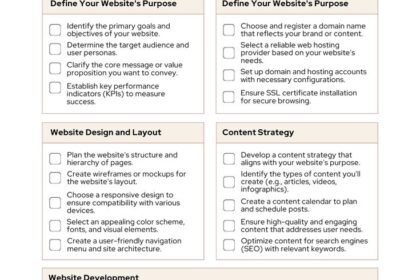 Define Your Website's Purpose
Identify the primary goals and
objectives of your website.
Determine the target audience and
user personas.
Clarify the core message or value
proposition you want to convey.
Establish key performance
indicators (KPIs) to measure
success.
Define Your Website's Purpose
Choose and register a domain name
that reflects your brand or content.
Select a reliable web hosting
provider based on your website's
needs.
Set up domain and hosting accounts
with necessary configurations.
Ensure SSL certificate installation
for secure browsing.
Website Design and Layout
Plan the website's structure and
hierarchy of pages.
Create wireframes or mockups for
the website's layout.
Choose a responsive design to
ensure compatibility with various
devices.
Select an appealing color scheme,
fonts, and visual elements.
Create a user-friendly navigation
menu and site architecture.
Content Strategy
Develop a content strategy that
aligns with your website's purpose.
Identify the types of content you'll
create (e.g., articles, videos,
infographics).
Create a content calendar to plan
and schedule posts.
Ensure high-quality and engaging
content that addresses user needs.
Optimize content for search engines
(SEO) with relevant keywords.
Website Development